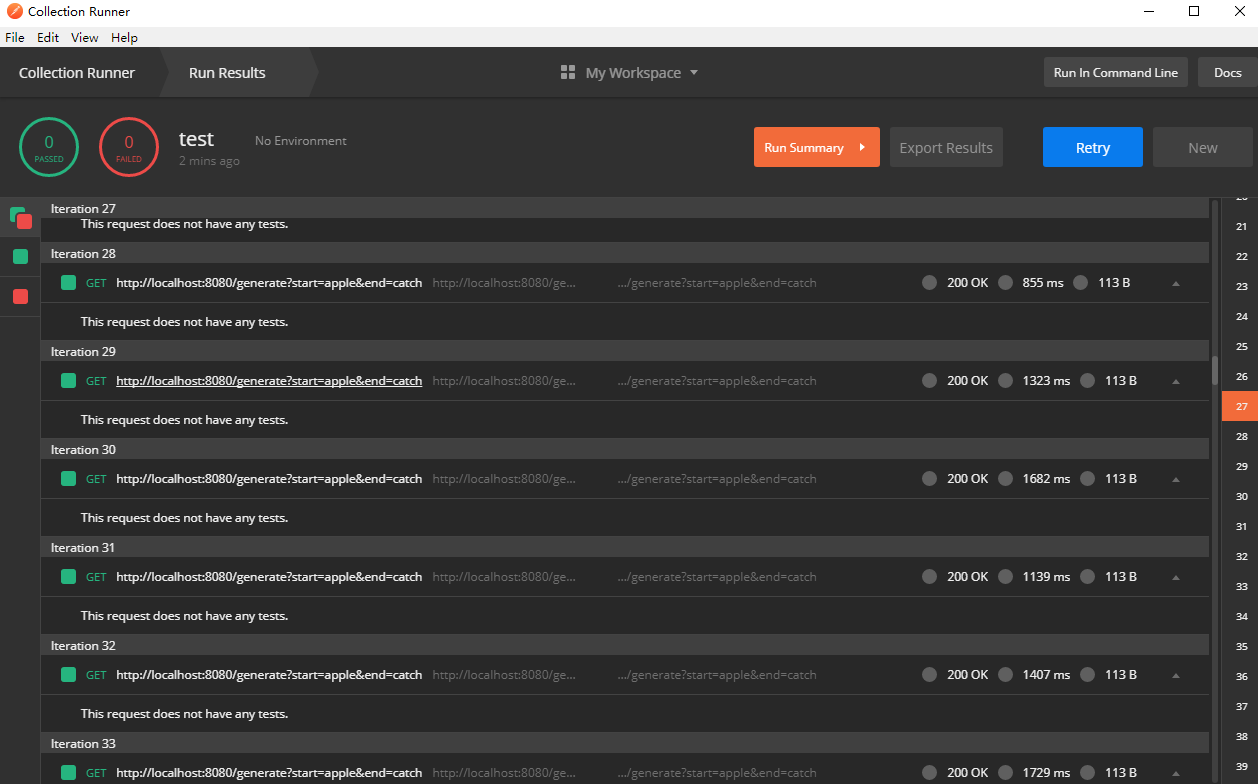 Collection Runner
File Edit View Help
Collection Runner Run Results My Workspace Run In Command Line Docs
0 PASSED
0 FAILED
test No Environment
2 mins ago
Run Summary Export Results Retry New
Iteration 27
This request does not have any tests.
Iteration 28
GET http://localhost:8080/generate?start=apple&end=catch http://localhost:8080/ge... .../generate?start=apple&end=catch 200 OK 855 ms 113 B
This request does not have any tests.
Iteration 29
GET http://localhost:8080/generate?start=apple&end=catch http://localhost:8080/ge... .../generate?start=apple&end=catch 200 OK 1323 ms 113 B
This request does not have any tests.
Iteration 30
GET http://localhost:8080/generate?start=apple&end=catch http://localhost:8080/ge... .../generate?start=apple&end=catch 200 OK 1682 ms 113 B
This request does not have any tests.
Iteration 31
GET http://localhost:8080/generate?start=apple&end=catch http://localhost:8080/ge... .../generate?start=apple&end=catch 200 OK 1139 ms 113 B
This request does not have any tests.
Iteration 32
GET http://localhost:8080/generate?start=apple&end=catch http://localhost:8080/ge... .../generate?start=apple&end=catch 200 OK 1407 ms 113 B
This request does not have any tests.
Iteration 33
GET http://localhost:8080/generate?start=apple&end=catch http://localhost:8080/ge... .../generate?start=apple&end=catch 200 OK 1729 ms 113 B
21
22
23
24
25
26
27
28
29
30
31
32
33
34
35
36
37
38
39